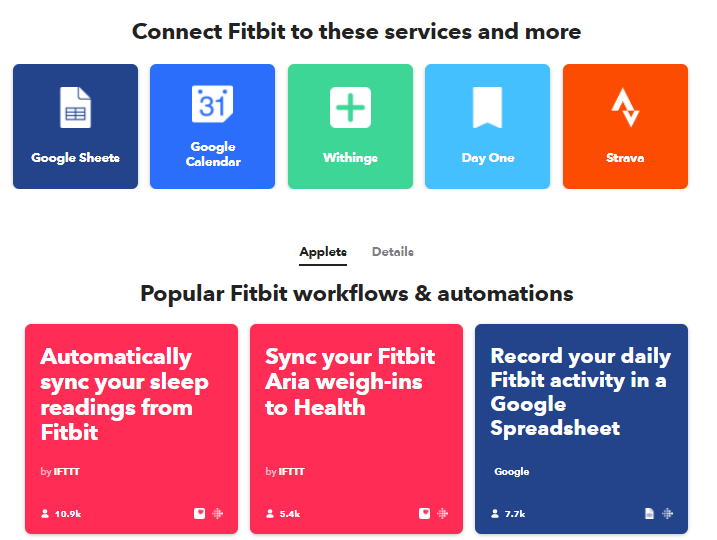 Connect Fitbit to these services and more
31
Google Sheets
Google
Calendar
Withings
Day One
Strava
Applets
Details
Popular Fitbit workflows & automations
Automatically
sync your sleep
readings from
Fitbit
by IFTTT
10.9k
Sync your Fitbit
Aria weigh-ins
to Health
by IFTTT
5.4k
Record your daily
Fitbit activity in a
Google
Spreadsheet
Google
7.7k